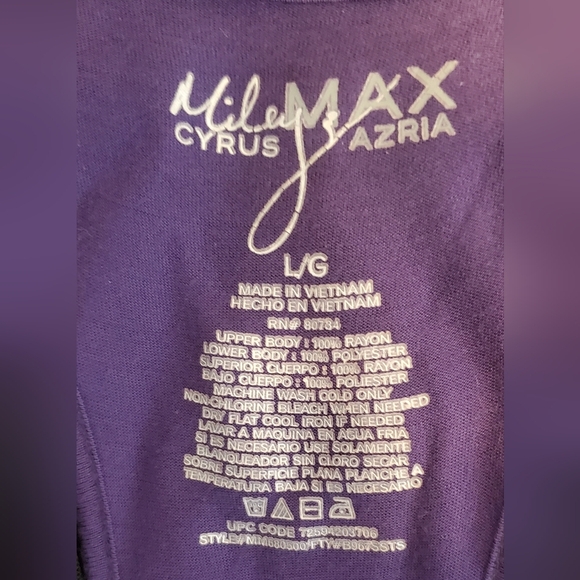 Miley MAX
CYRUS & AZRIA
L/G
MADE IN VIETNAM
HECHO EN VIETNAM
RN# 80784
UPPER BODY : 100% RAYON
LOWER BODY : 100% POLYESTER
SUPERIOR CUERPO : 100% RAYON
BAJO CUERPO : 100% POLIESTER
MACHINE WASH COLD ONLY
NON-CHLORINE BLEACH WHEN NEEDED
DRY FLAT COOL IRON IF NEEDED
LAVAR: A MAQUINA EN AGUA FRIA
SI ES NECESARIO USE SOLAMENTE
BLANQUEADOR SIN CLORO SECAR
SOBRE SUPERFICIE PLANA PLANCHE A
TEMPERATURA BAJA SI ES NECESARIO
UPC CODE 72594203706